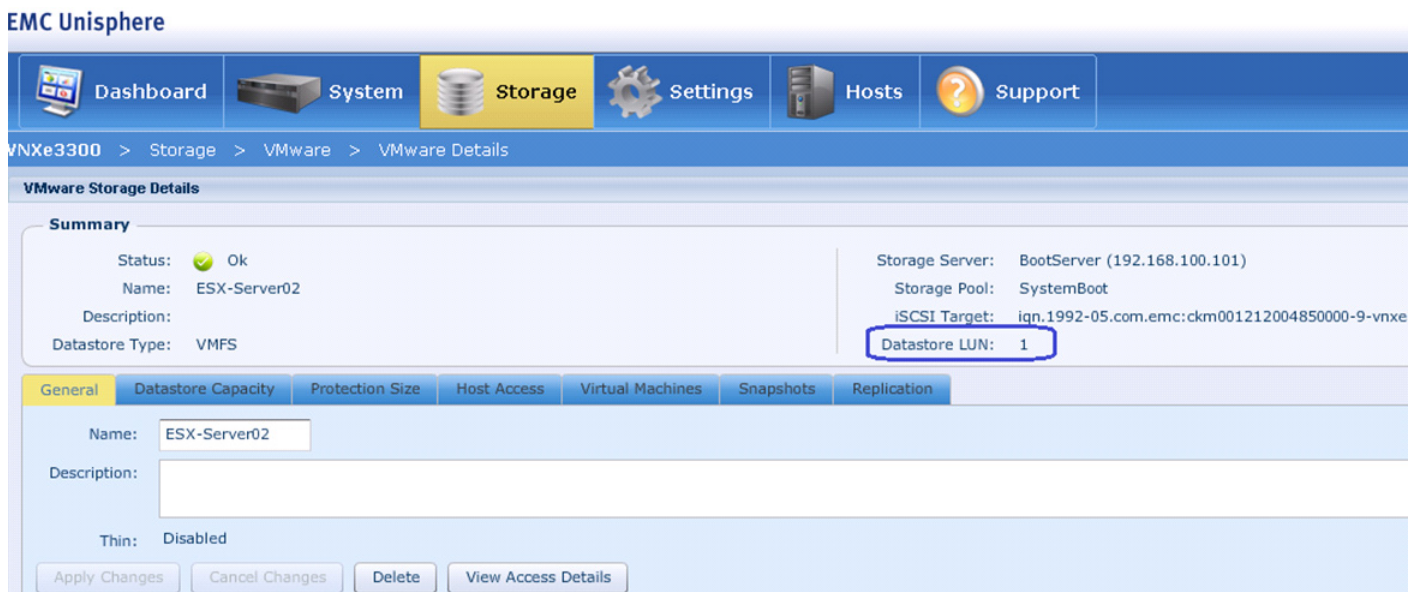 EMC Unisphere
Dashboard System Storage Settings Hosts ? Support
VNXe3300 > Storage > VMware > VMware Details
VMware Storage Details
Summary
Status: Ok
Name: ESX-Server02
Description:
Datastore Type: VMFS
Storage Server: BootServer (192.168.100.101)
Storage Pool: SystemBoot
iSCSI Target: iqn.1992-05.com.emc:ckm001212004850000-9-vnxe
Datastore LUN: 1
General Datastore Capacity Protection Size Host Access Virtual Machines Snapshots Replication
Name: ESX-Server02
Description:
Thin: Disabled
Apply Changes Cancel Changes Delete View Access Details